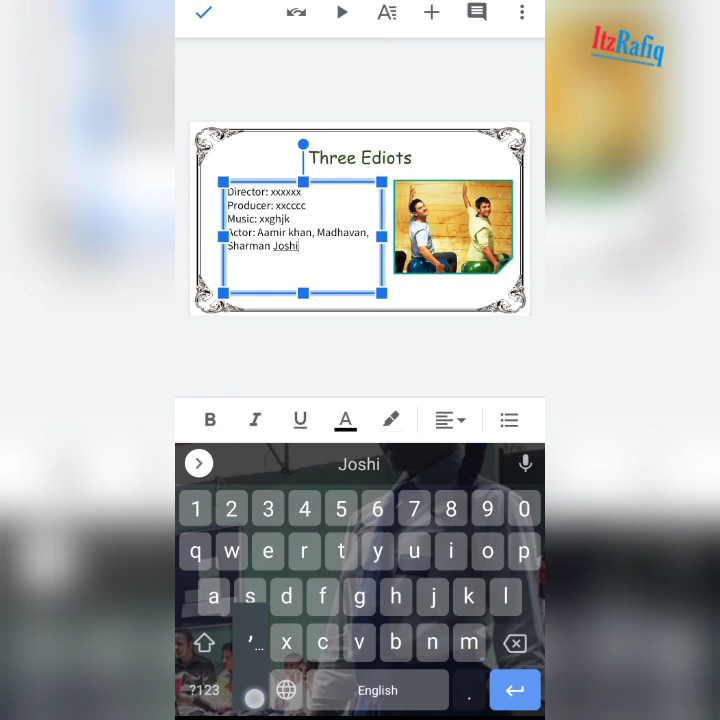 ItzRafiq
Three Ediots
Director: xxxxxx
Producer: xxcccc
Music: xxghjk
Actor: Aamir khan, Madhavan,
Sharman Joshi
B I U A
Joshi
1 2 3 4 5 6 7 8 9 0
q w e r t y u i o p
a s d f g h j k l
x c v b n m
?123 English .